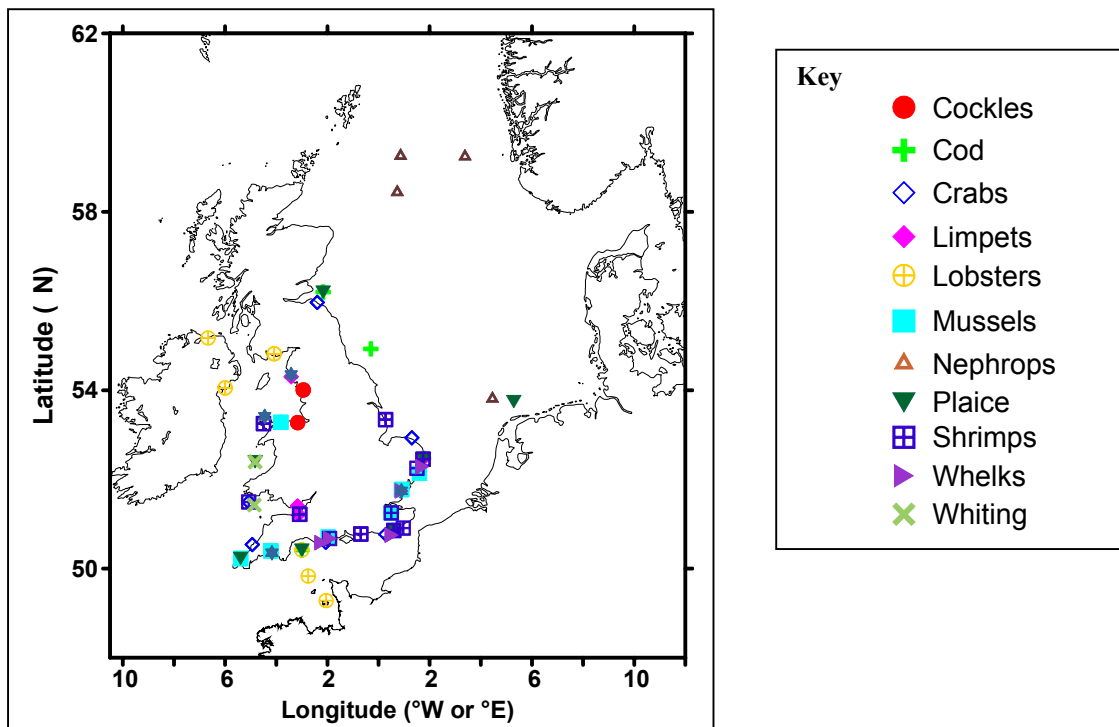 62
58
54
50
Latitude ( N)
10 6 2 2 6 10
Longitude (°W or °E)
Key
Cockles
Cod
Crabs
Limpets
Lobsters
Mussels
Nephrops
Plaice
Shrimps
Whelks
Whiting